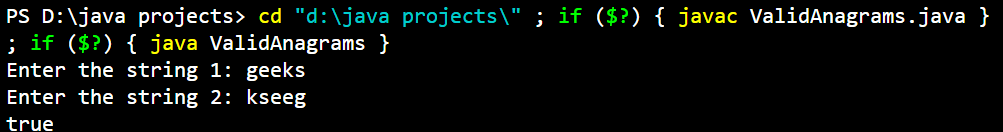 PS D:\java projects> cd "d:\java projects\" ; if ($?) { javac ValidAnagrams.java }
; if ($?) { java ValidAnagrams }
Enter the string 1: geeks
Enter the string 2: kseeg
true